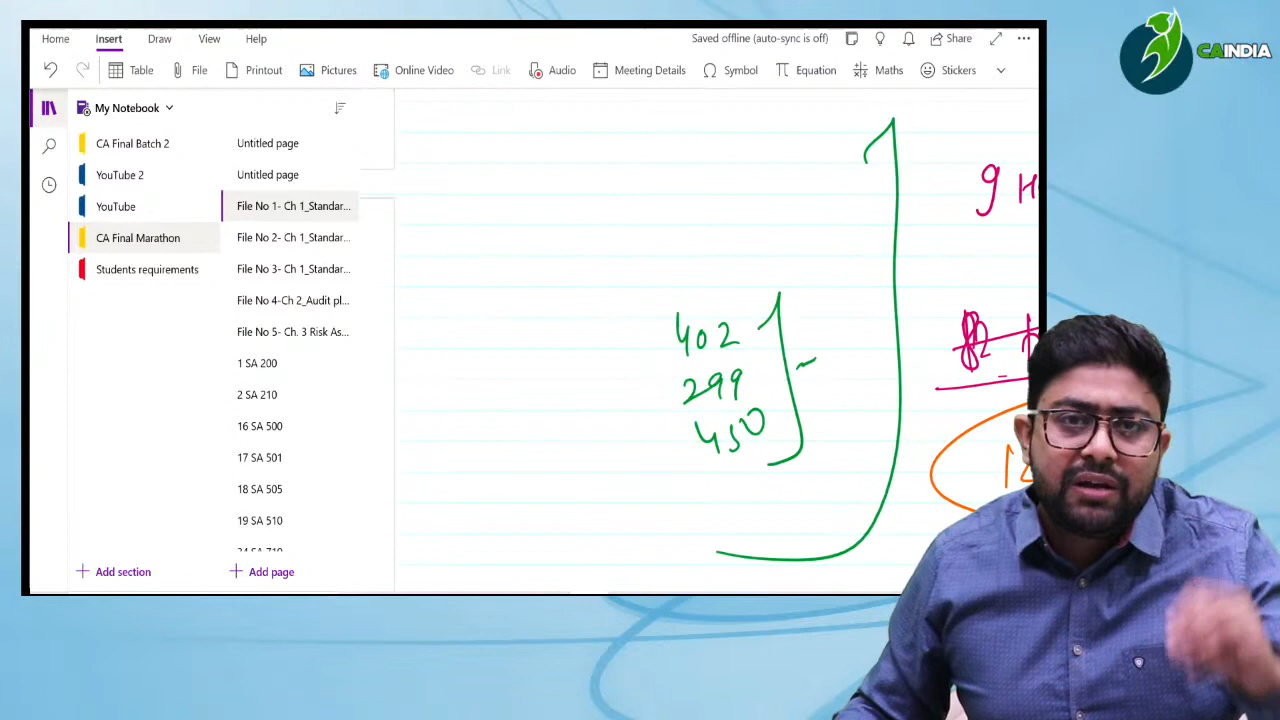 Home Insert Draw View Help
Saved offline (auto-sync is off) Share
Table File Printout Pictures Online Video Link Audio Meeting Details Symbol Equation Maths Stickers
My Notebook
CA Final Batch 2
YouTube 2
YouTube
CA Final Marathon
Students requirements
Add section
Untitled page
Untitled page
File No 1- Ch 1_Standar...
File No 2- Ch 1_Standar...
File No 3- Ch 1_Standar...
File No 4-Ch 2_Audit pl...
File No 5- Ch. 3 Risk As...
1 SA 200
2 SA 210
16 SA 500
17 SA 501
18 SA 505
19 SA 510
Add page
402
299
450
9 H
CAINDIA